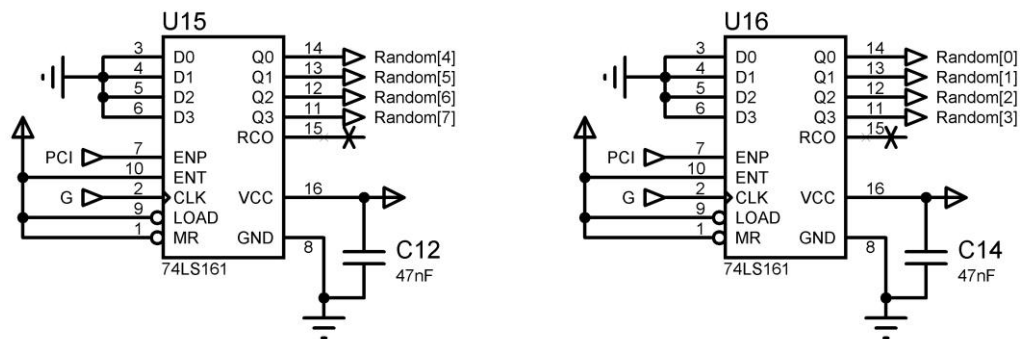 U15
3 D0 Q0 14 Random[4]
4 D1 Q1 13 Random[5]
5 D2 Q2 12 Random[6]
6 D3 Q3 11 Random[7]
RCO 15
PCI 7 ENP
10 ENT
G 2 CLK VCC 16
9 LOAD
1 MR GND 8
74LS161
C12
47nF
U16
3 D0 Q0 14 Random[0]
4 D1 Q1 13 Random[1]
5 D2 Q2 12 Random[2]
6 D3 Q3 11 Random[3]
RCO 15
PCI 7 ENP
10 ENT
G 2 CLK VCC 16
9 LOAD
1 MR GND 8
74LS161
C14
47nF